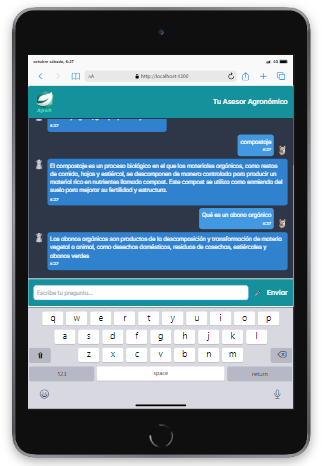 octubre sábado, 6:27
AA
http://localhost:4200
Agrobit
Tu Asesor Agronómico
6:27
compostaje
6:27
El compostaje es un proceso biológico en el que los materiales orgánicos, como restos
de comida, hojas y estiércol, se descomponen de manera controlada para producir un
material rico en nutrientes llamado compost. Este compost se utiliza como enmienda del
suelo para mejorar su fertilidad y estructura.
6:27
Qué es un abono orgánico
6:27
Los abonos orgánicos son productos de la descomposición y transformación de materia
vegetal o animal, como desechos domésticos, residuos de cosechas, estiércoles y
abonos verdes
6:27
Escribe tu pregunta...
Enviar
q w e r t y u i o p
a s d f g h j k l
z x c v b n m
123 space return